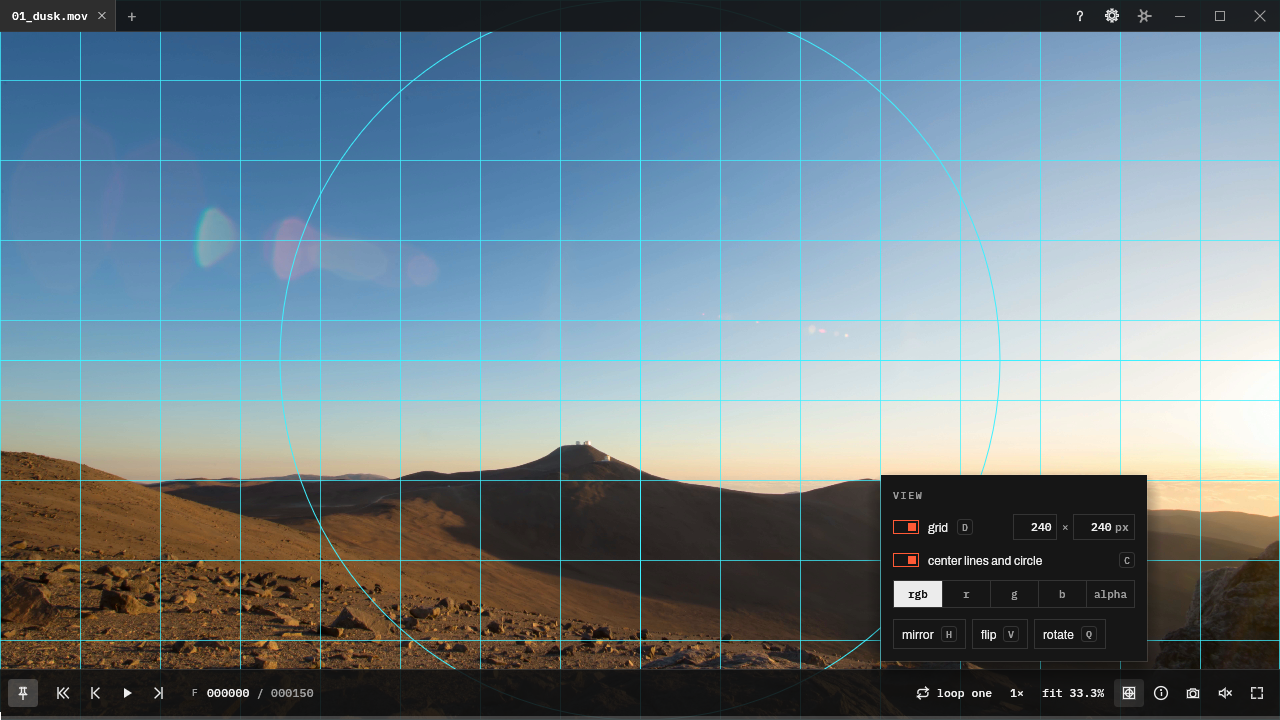 01_dusk.mov
VIEW
grid D 240 × 240 px
center lines and circle C
rgb r g b alpha
mirror H flip V rotate Q
F 000000 / 000150 loop one 1× fit 33.3%